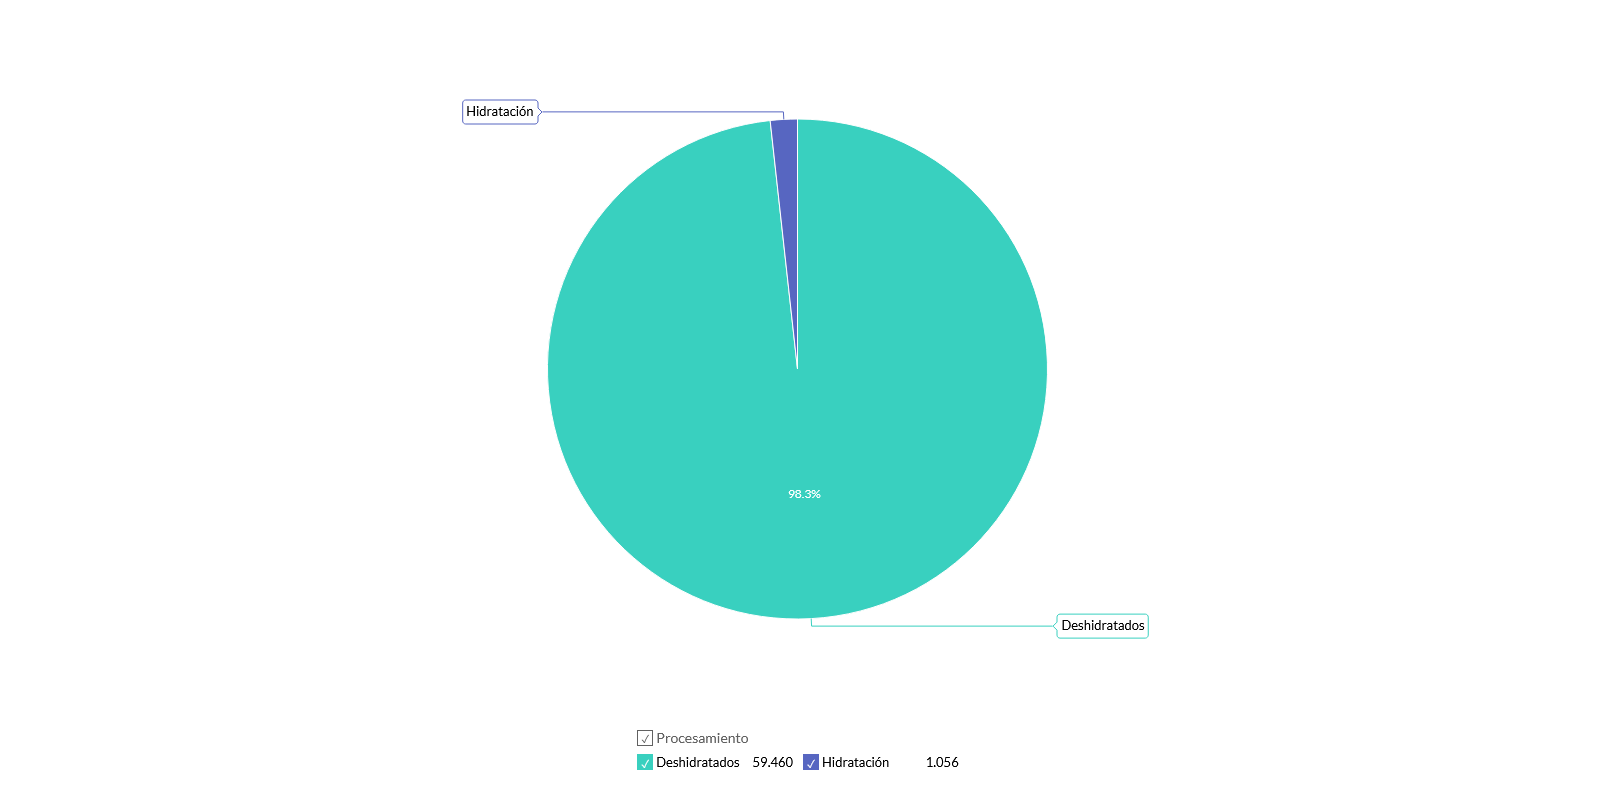 Hidratación
98.3%
Deshidratados
Procesamiento
Deshidratados 59.460 Hidratación 1.056